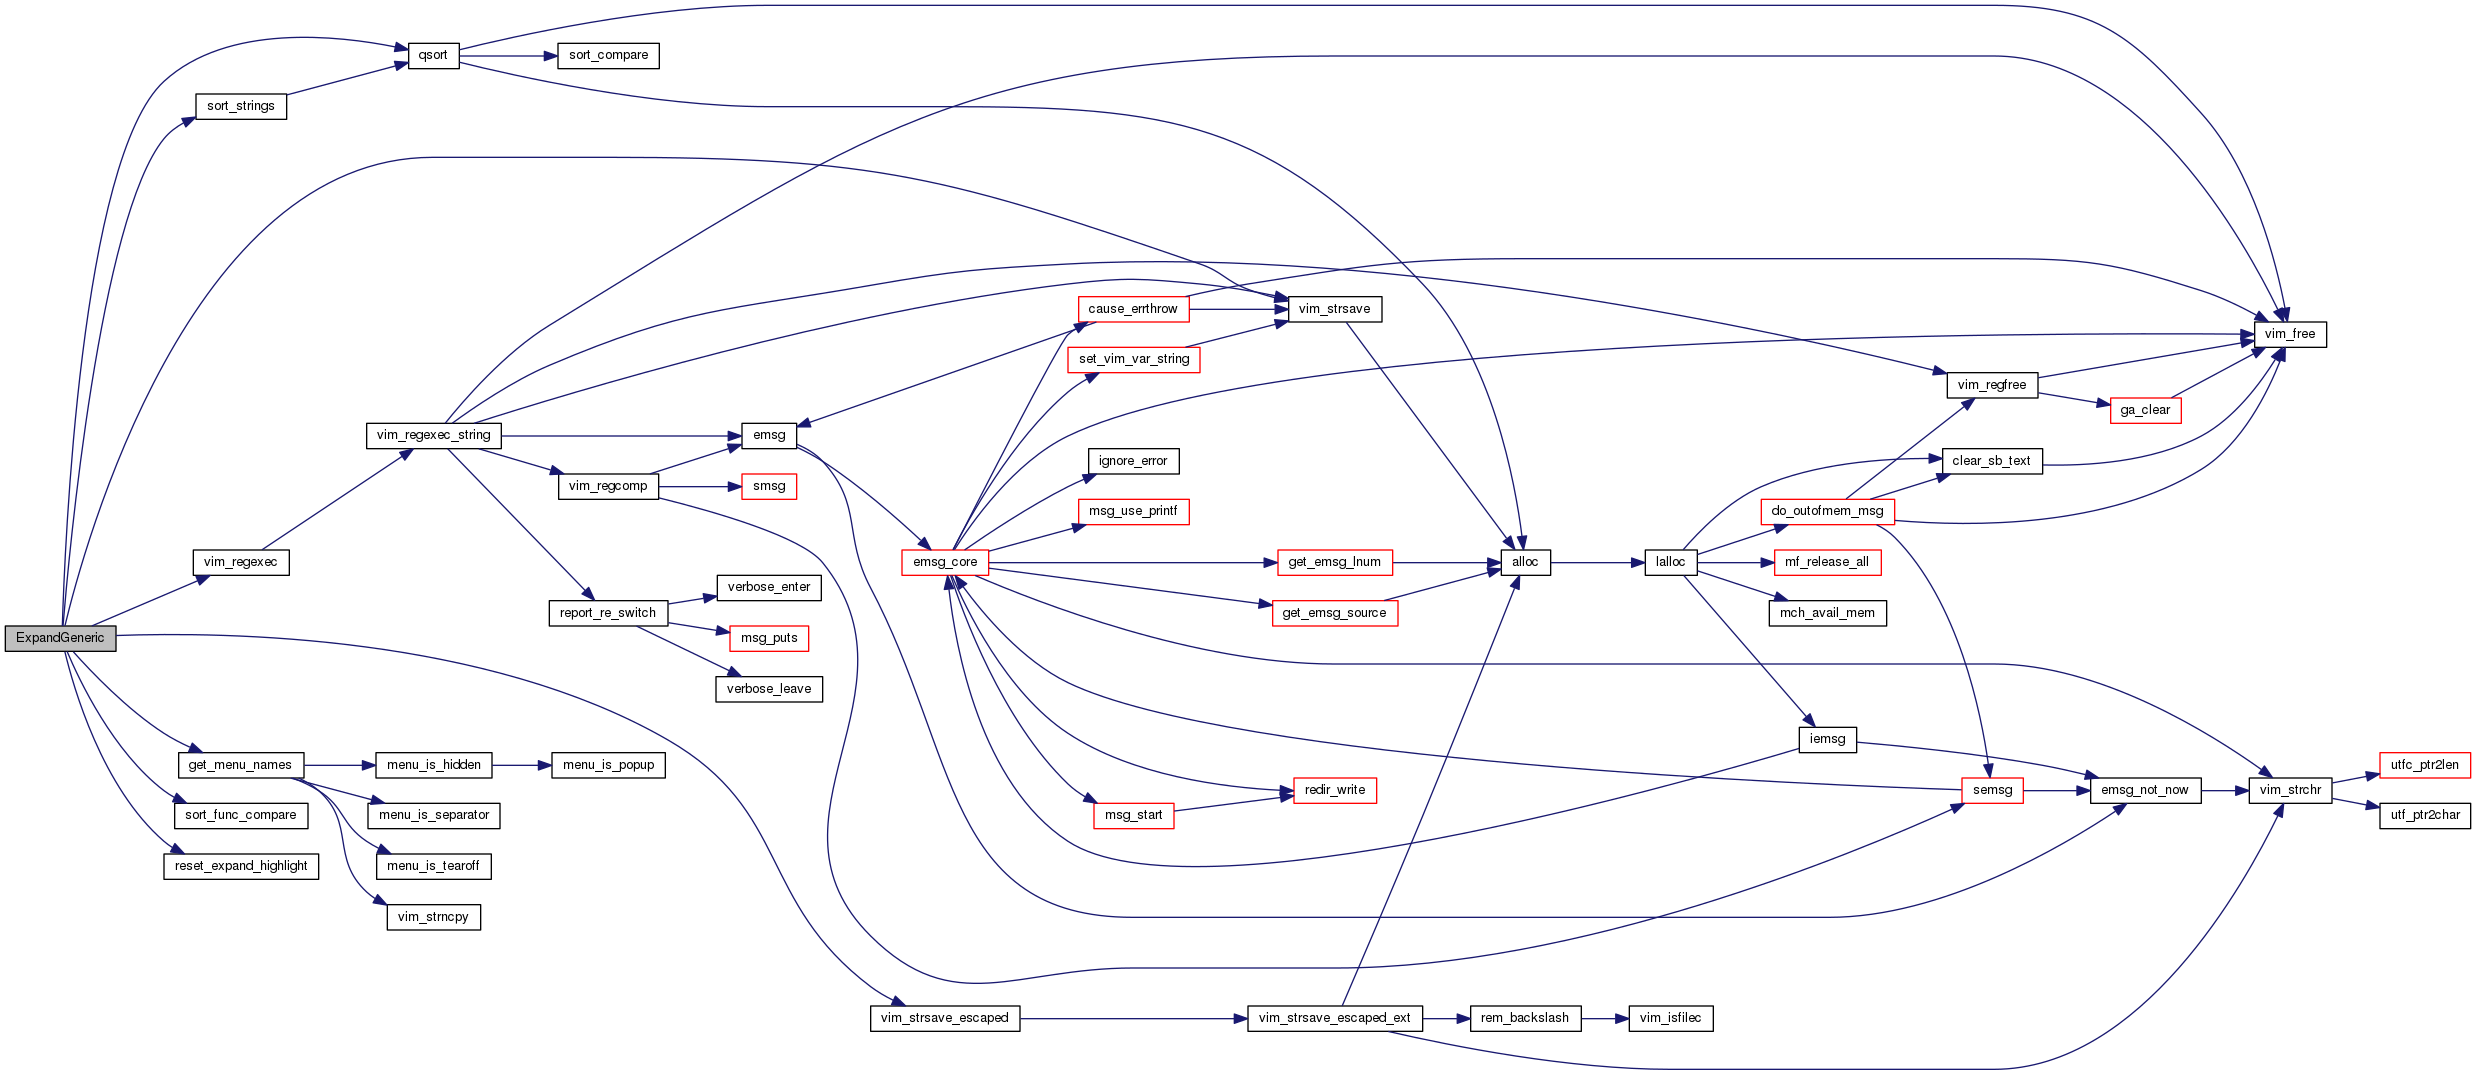 qsort
sort_compare
sort_strings
cause_errthrow
vim_strsave
vim_free
set_vim_var_string
vim_regfree
ga_clear
vim_regexec_string
emsg
ignore_error
clear_sb_text
vim_regcomp
smsg
msg_use_printf
do_outofmem_msg
vim_regexec
emsg_core
get_emsg_lnum
alloc
lalloc
mf_release_all
verbose_enter
report_re_switch
get_emsg_source
mch_avail_mem
ExpandGeneric
msg_puts
verbose_leave
iemsg
get_menu_names
menu_is_hidden
menu_is_popup
utfc_ptr2len
redir_write
semsg
emsg_not_now
vim_strchr
sort_func_compare
menu_is_separator
msg_start
utf_ptr2char
reset_expand_highlight
menu_is_tearoff
vim_strncpy
vim_strsave_escaped
vim_strsave_escaped_ext
rem_backslash
vim_isfilec